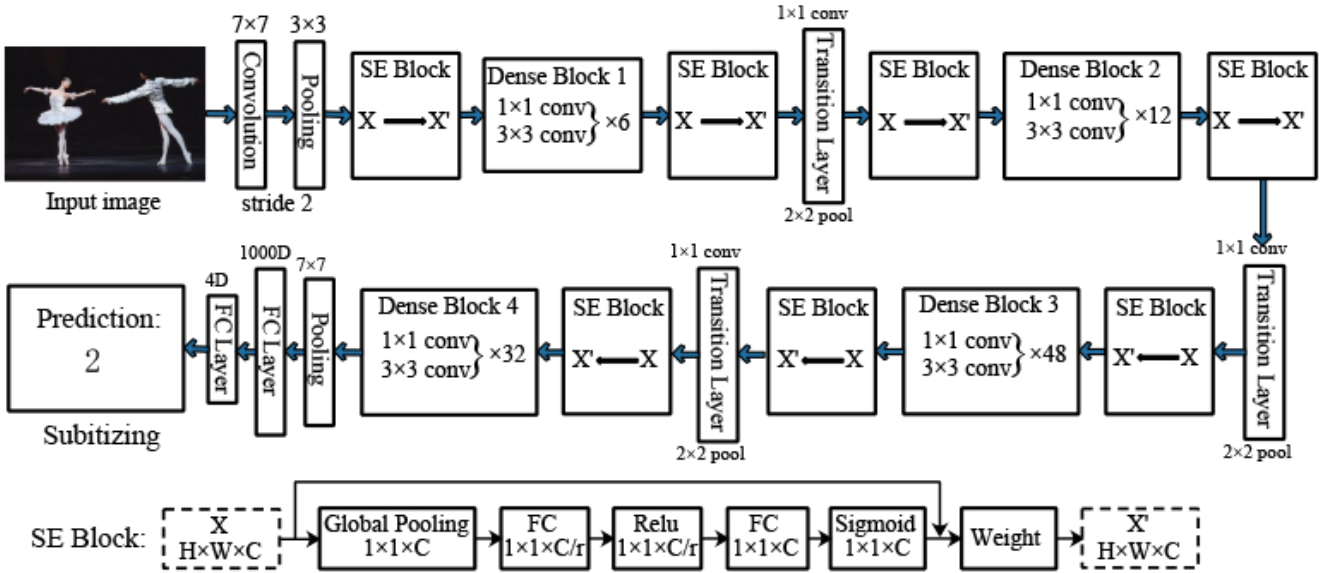 7×7
3×3
1×1 conv
Input image
Convolution
Pooling
stride 2
SE Block
X
X'
Dense Block 1
1×1 conv
3×3 conv
×6
SE Block
X
X'
Transition Layer
2×2 pool
SE Block
X
X'
Dense Block 2
1×1 conv
3×3 conv
×12
SE Block
X
X'
1×1 conv
Transition Layer
2×2 pool
SE Block
X'
X
Dense Block 3
1×1 conv
3×3 conv
×48
SE Block
X'
X
1×1 conv
Transition Layer
2×2 pool
SE Block
X'
X
Dense Block 4
1×1 conv
3×3 conv
×32
7×7
Pooling
1000D
FC Layer
4D
FC Layer
Prediction:
2
Subitizing
SE Block:
X
H×W×C
Global Pooling
1×1×C
FC
1×1×C/r
Relu
1×1×C/r
FC
1×1×C
Sigmoid
1×1×C
Weight
X'
H×W×C